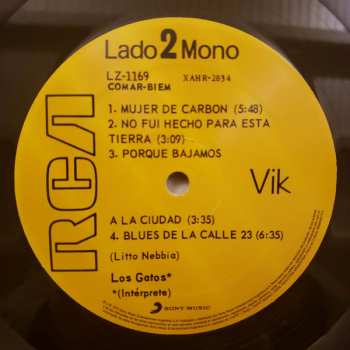 Lado 2 Mono
LZ-1169
XAHR-2834
COMAR-BIEM
1. MUJER DE CARBON (5:48)
2. NO FUI HECHO PARA ESTA
TIERRA (3:09)
3. PORQUE BAJAMOS
RCA
Vik
A LA CIUDAD (3:35)
4. BLUES DE LA CALLE 23 (6:35)
(Litto Nebbia)
Los Gatos*
*(Intérprete)
SONY MUSIC